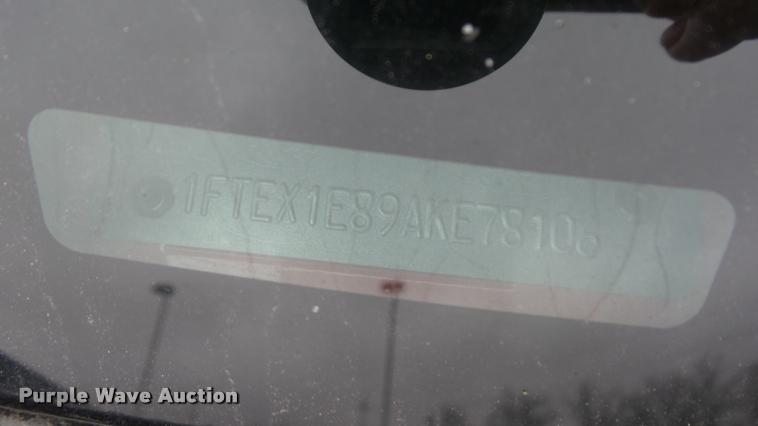 1FTEX1E89AKE78106
Purple Wave Auction